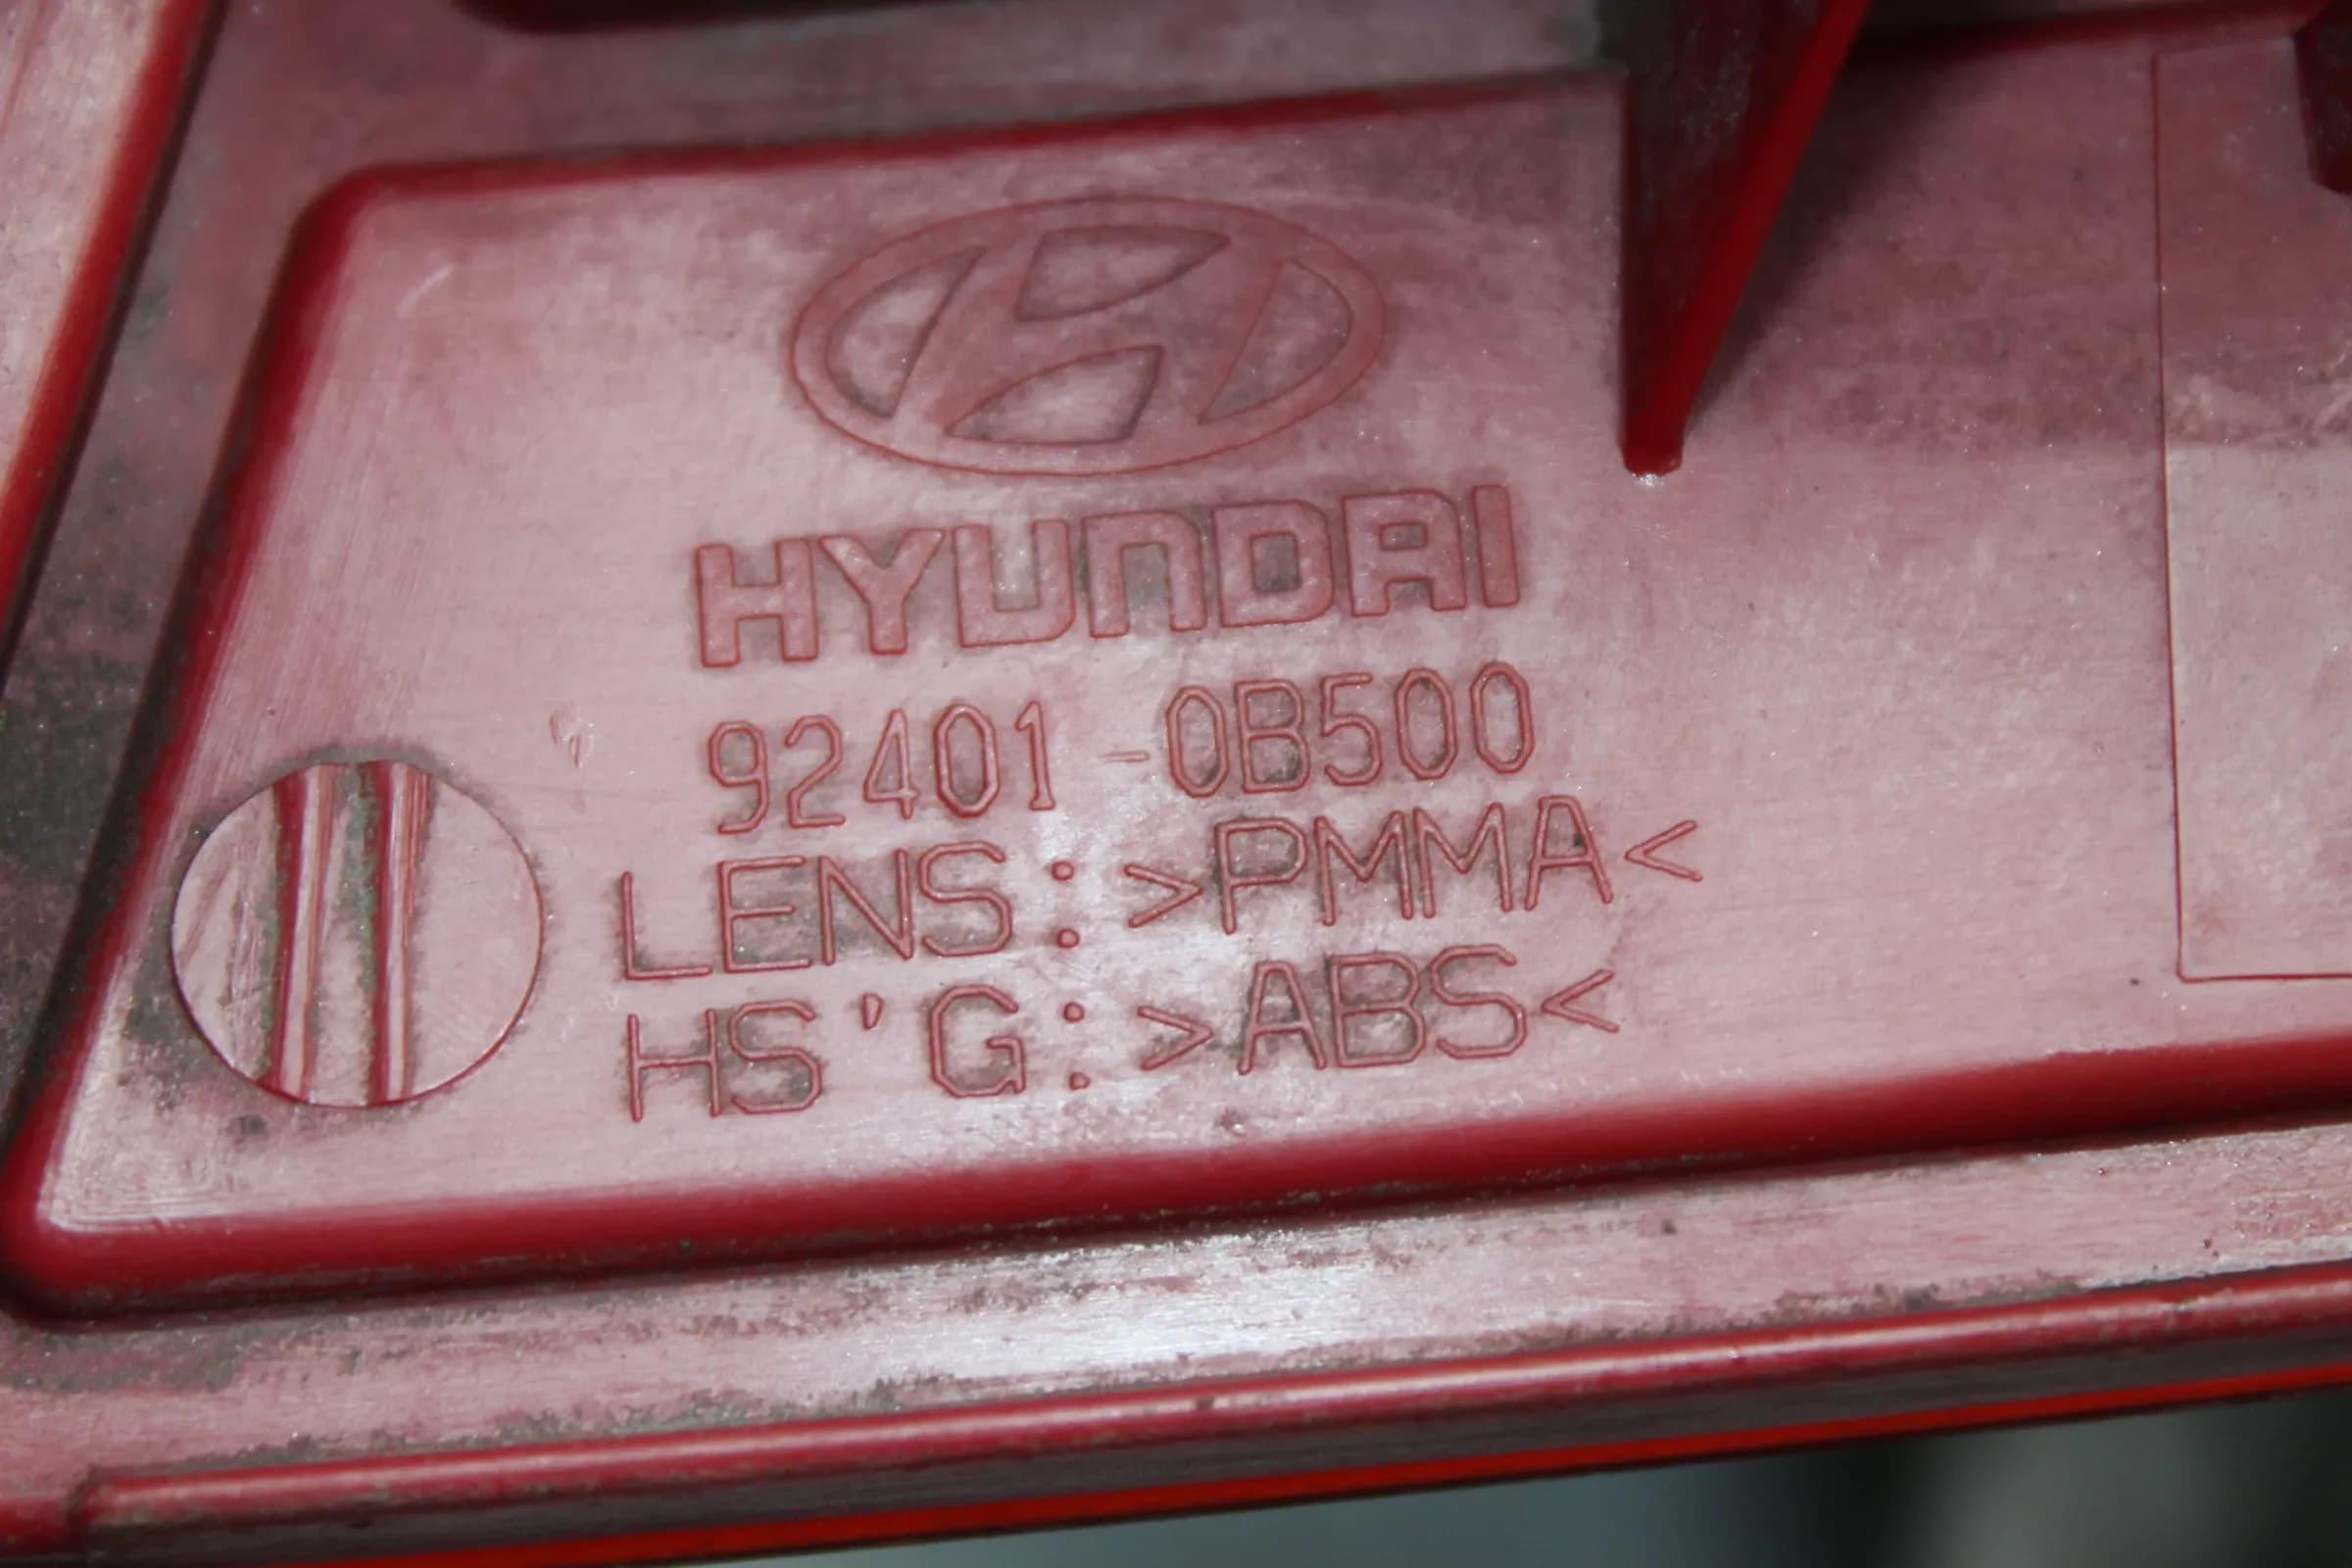 HYUNDAI
92401-0B500
LENS:>PMMA<
HS'G:>ABS<